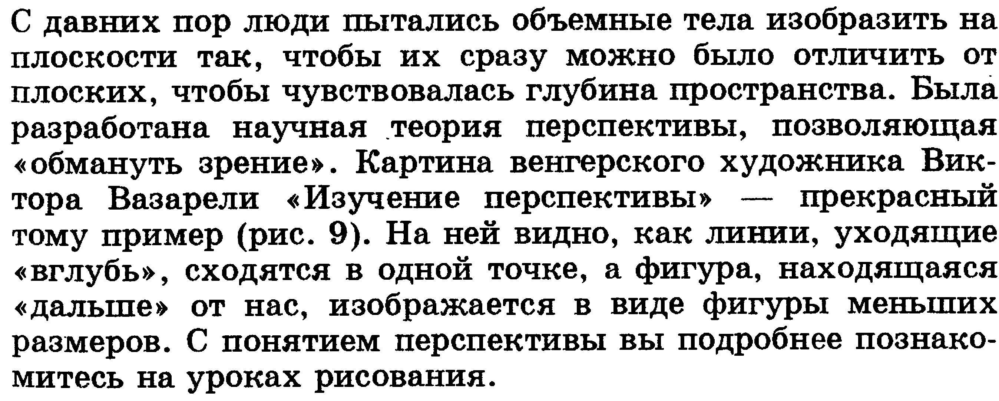 С давних пор люди пытались объемные тела изобразить на
плоскости так, чтобы их сразу можно было отличить от
плоских, чтобы чувствовалась глубина пространства. Была
разработана научная теория перспективы, позволяющая
«обмануть зрение». Картина венгерского художника Вик-
тора Вазарели «Изучение перспективы» — прекрасный
тому пример (рис. 9). На ней видно, как линии, уходящие
«вглубь», сходятся в одной точке, а фигура, находящаяся
«дальше» от нас, изображается в виде фигуры меньших
размеров. С понятием перспективы вы подробнее познако-
митесь на уроках рисования.